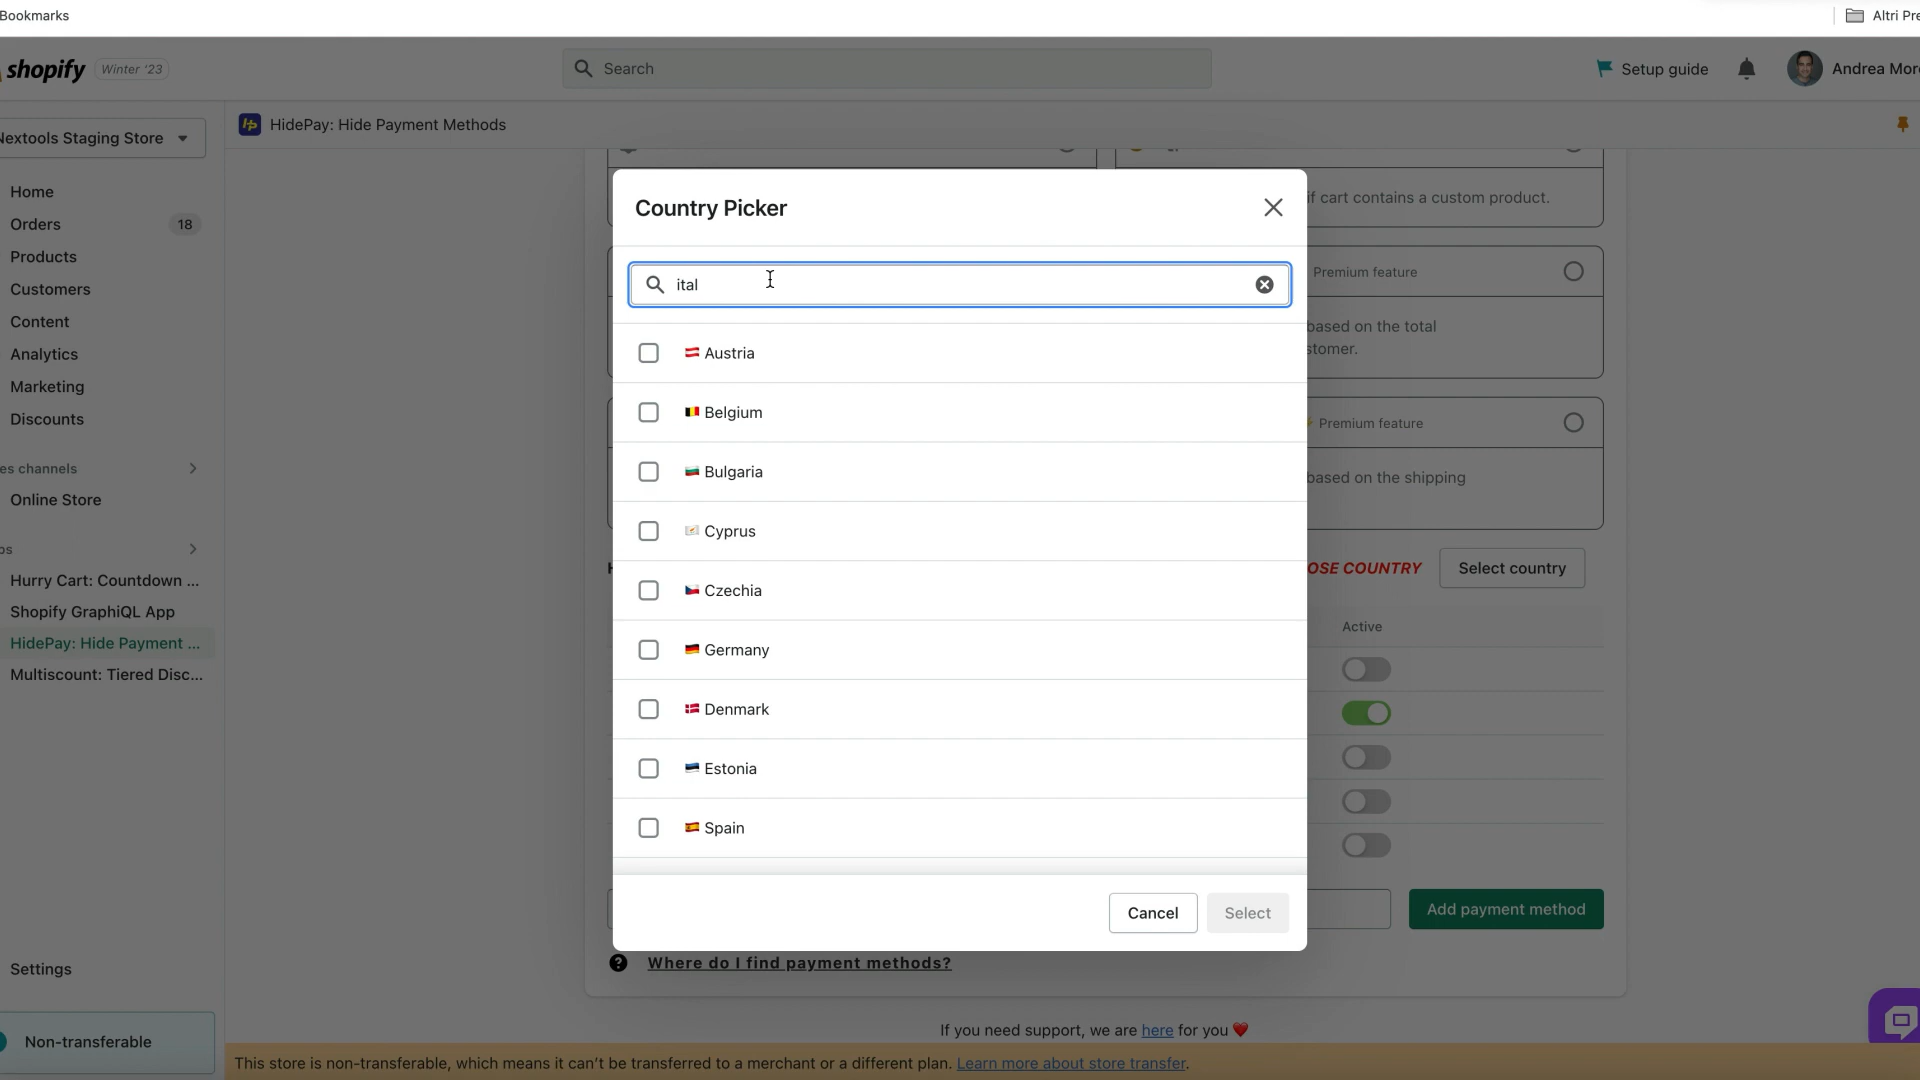 Bookmarks
Altri Pre
shopify
Winter '23
Search
Setup guide
Andrea Mor
Nextools Staging Store
HidePay: Hide Payment Methods
Home
Orders
18
Products
Customers
Content
Analytics
Marketing
Discounts
es channels
Online Store
ps
Hurry Cart: Countdown ...
Shopify GraphiQL App
HidePay: Hide Payment ...
Multiscount: Tiered Disc...
Settings
Non-transferable
if cart contains a custom product.
Premium feature
based on the total
stomer.
Premium feature
based on the shipping
OSE COUNTRY
Select country
Active
Country Picker
ital
Austria
Belgium
Bulgaria
Cyprus
Czechia
Germany
Denmark
Estonia
Spain
Cancel
Select
Add payment method
Where do I find payment methods?
If you need support, we are here for you
This store is non-transferable, which means it can't be transferred to a merchant or a different plan. Learn more about store transfer.